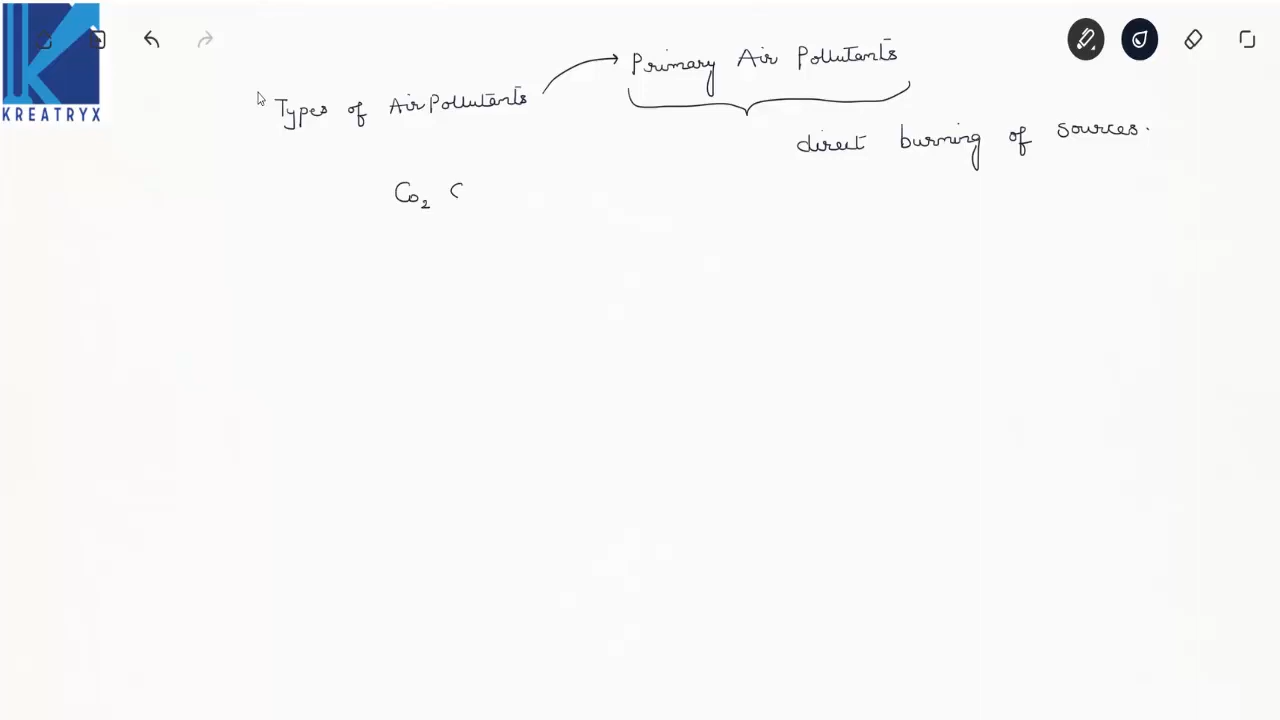 KREATRYX
Primary Air Pollutants
Types of Air Pollutants
direct burning of sources.
Co₂ C